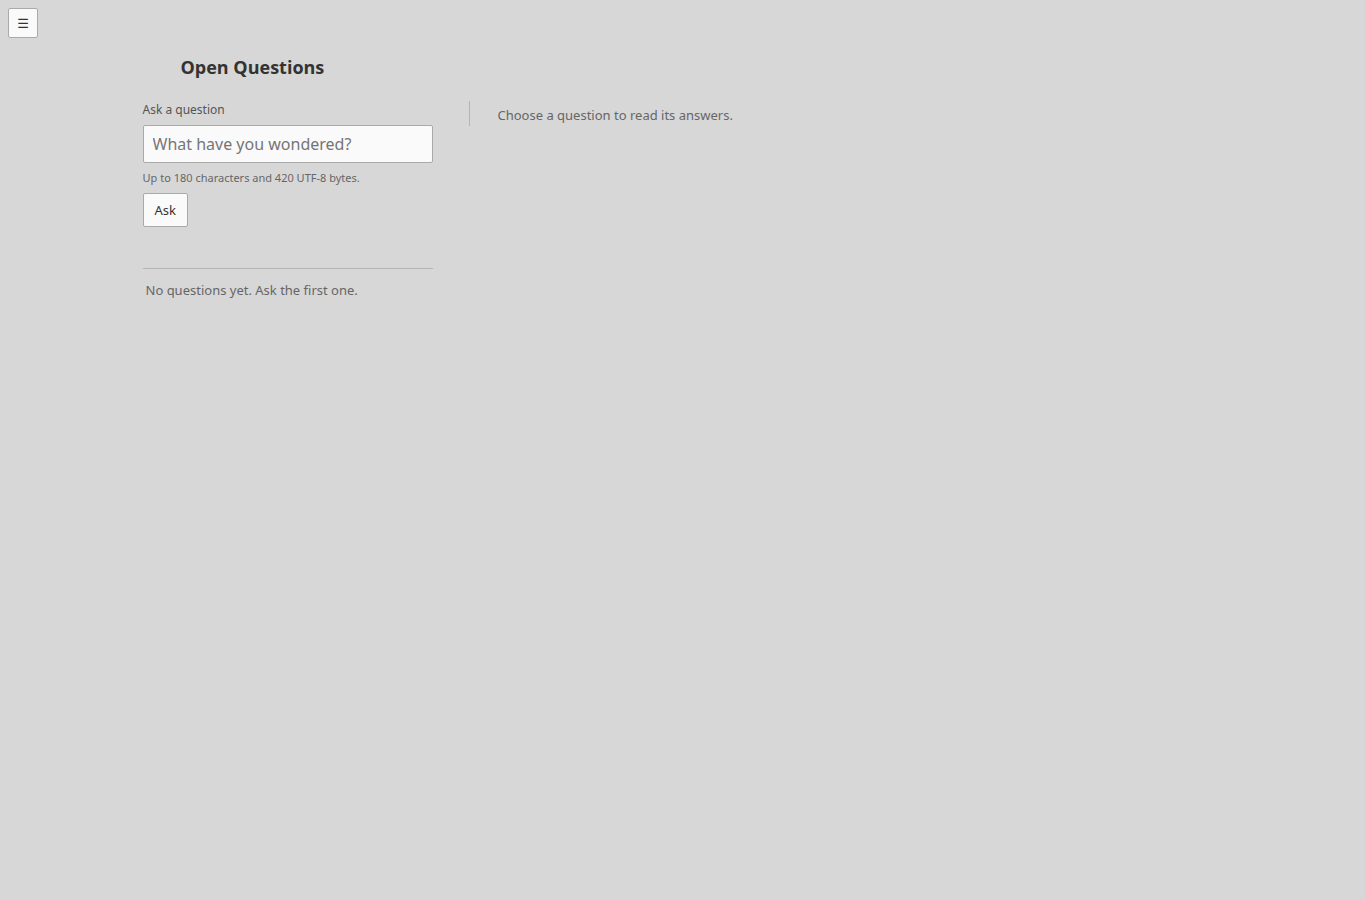 ☰
Open Questions
Ask a question
What have you wondered?
Up to 180 characters and 420 UTF-8 bytes.
Ask
No questions yet. Ask the first one.
Choose a question to read its answers.